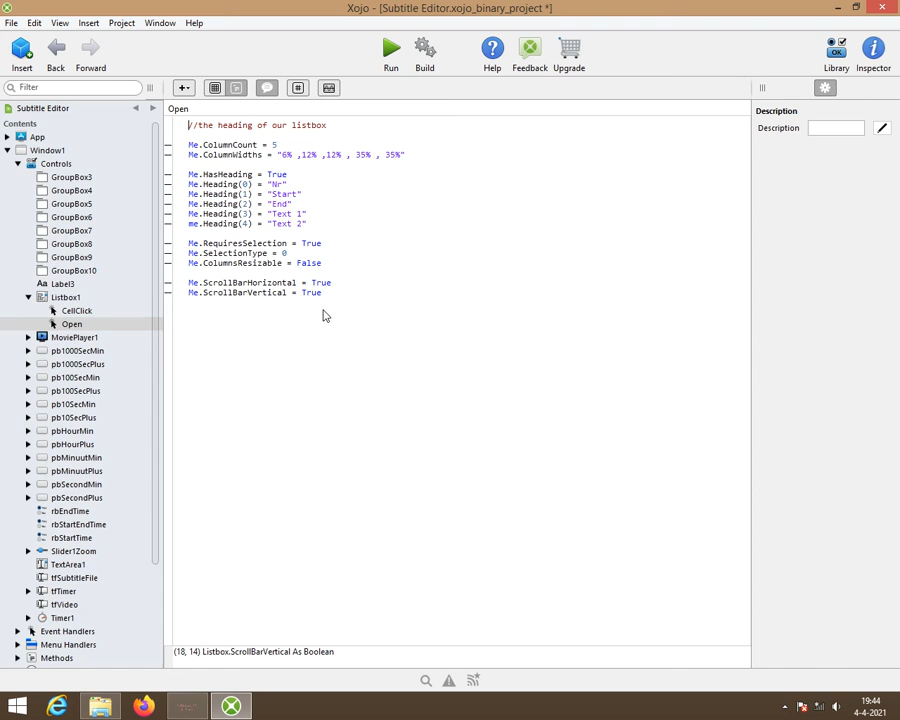 Xojo - [Subtitle Editor.xojo_binary_project *]
File Edit View Insert Project Window Help
Insert Back Forward Run Build Help Feedback Upgrade Library Inspector
Filter
Subtitle Editor
Contents
App
Window1
Controls
GroupBox3
GroupBox4
GroupBox5
GroupBox6
GroupBox7
GroupBox8
GroupBox9
GroupBox10
Label3
Listbox1
CellClick
Open
MoviePlayer1
pb1000SecMin
pb1000SecPlus
pb100SecMin
pb100SecPlus
pb10SecMin
pb10SecPlus
pbHourMin
pbHourPlus
pbMinuutMin
pbMinuutPlus
pbSecondMin
pbSecondPlus
rbEndTime
rbStartEndTime
rbStartTime
Slider1Zoom
TextArea1
tfSubtitleFile
tfTimer
tfVideo
Timer1
Event Handlers
Menu Handlers
Methods
Open
//the heading of our listbox
Me.ColumnCount = 5
Me.ColumnWidths = "6% ,12% ,12% , 35% , 35%"
Me.HasHeading = True
Me.Heading(0) = "Nr"
Me.Heading(1) = "Start"
Me.Heading(2) = "End"
Me.Heading(3) = "Text 1"
me.Heading(4) = "Text 2"
Me.RequiresSelection = True
Me.SelectionType = 0
Me.ColumnsResizable = False
Me.ScrollBarHorizontal = True
Me.ScrollBarVertical = True
(18, 14) Listbox.ScrollBarVertical As Boolean
Description
Description
19:44
4-4-2021